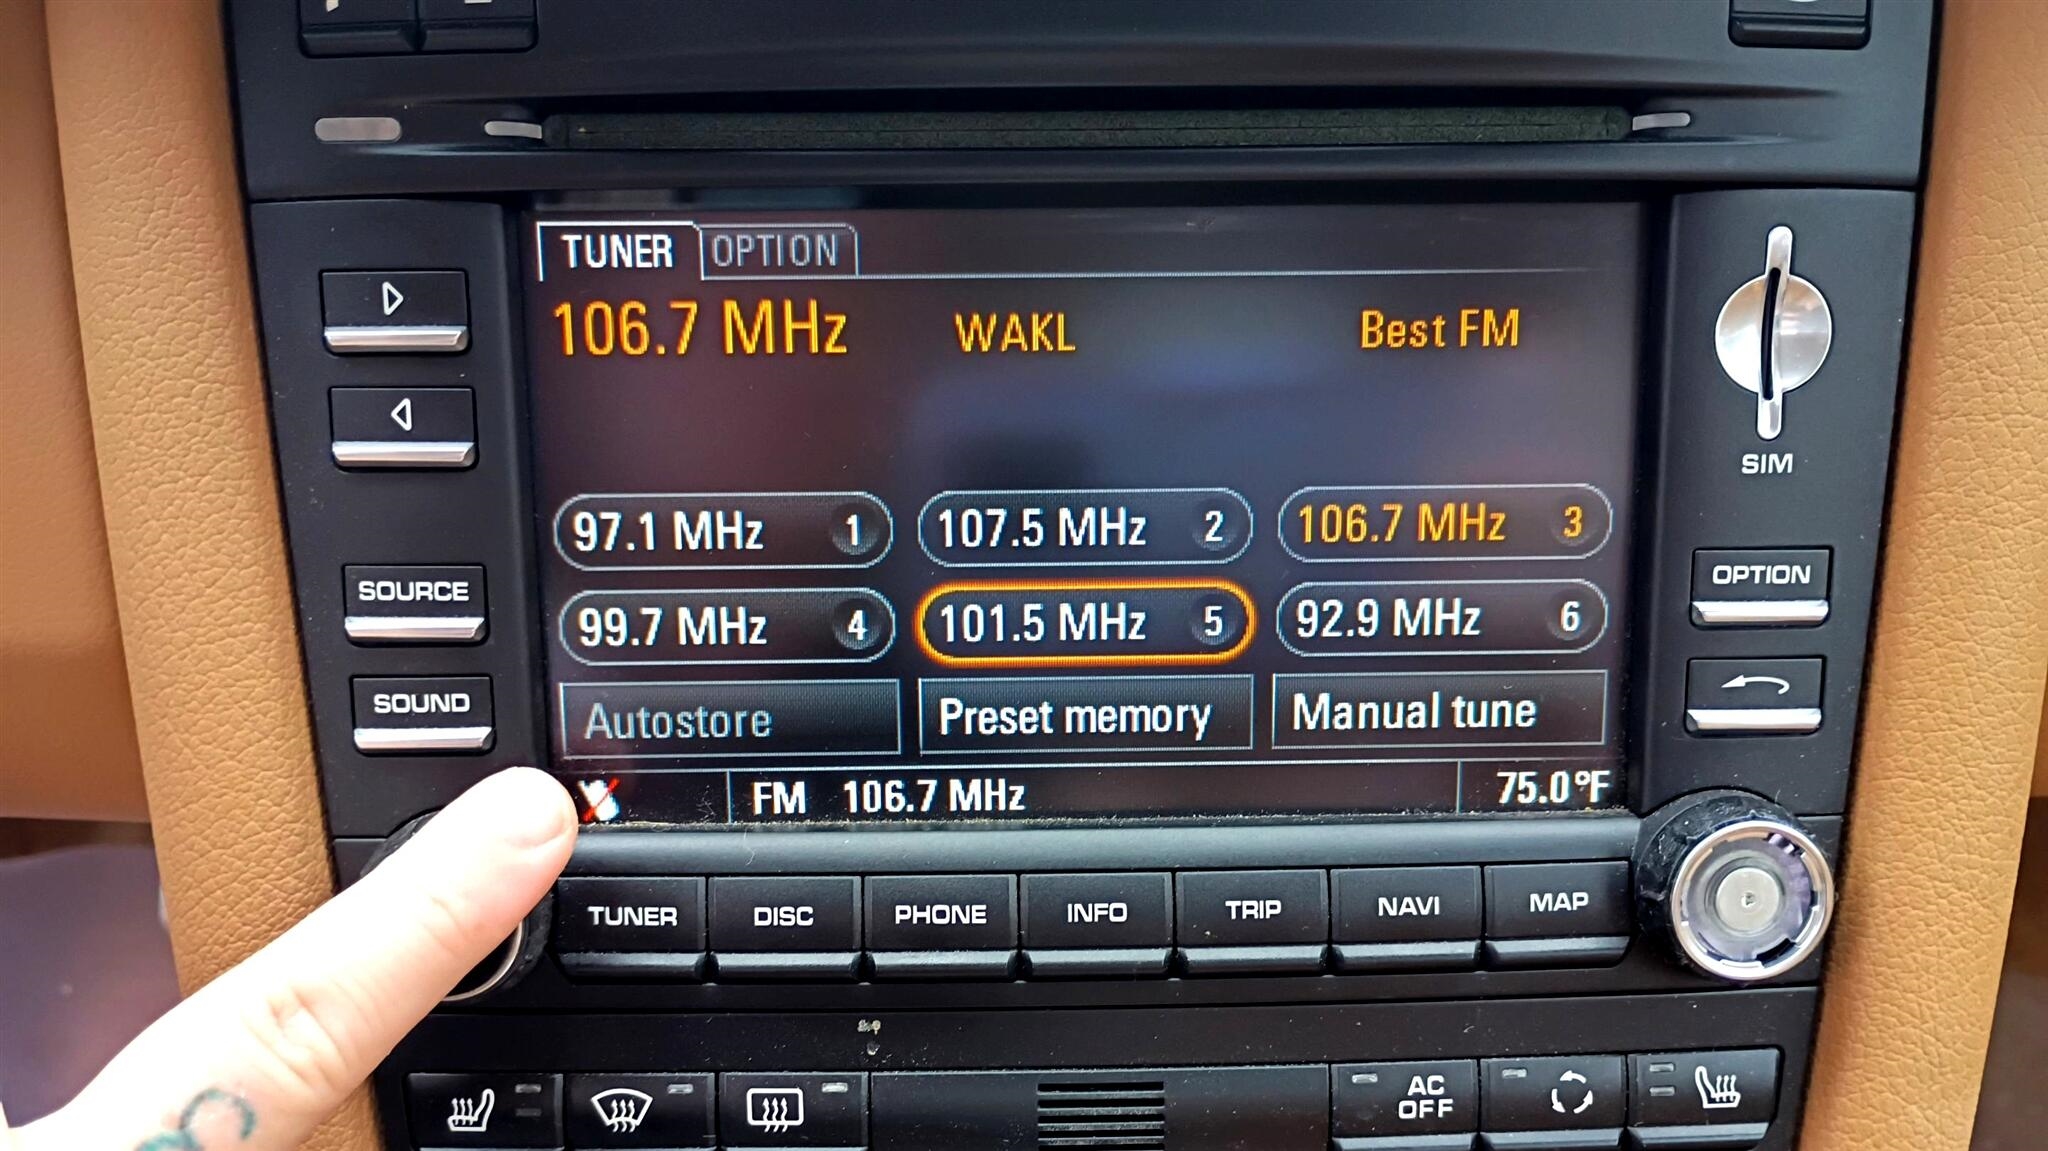 TUNER OPTION
106.7 MHz WAKL Best FM
SIM
97.1 MHz 1 107.5 MHz 2 106.7 MHz 3
99.7 MHz 4 101.5 MHz 5 92.9 MHz 6
SOURCE
OPTION
SOUND
Autostore Preset memory Manual tune
FM 106.7 MHz 75.0°F
TUNER DISC PHONE INFO TRIP NAVI MAP
AC
OFF